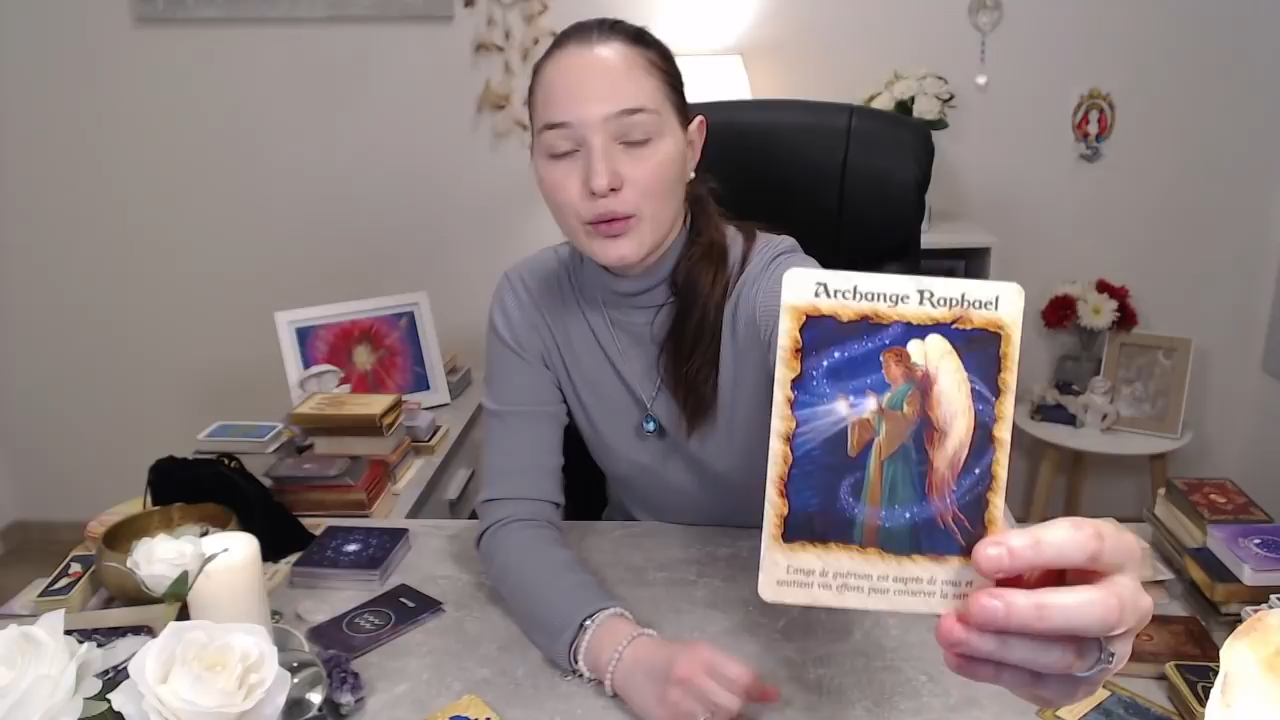 Archange Raphael
L'ange de guérison est auprès de vous et
soutient vos efforts pour conserver la